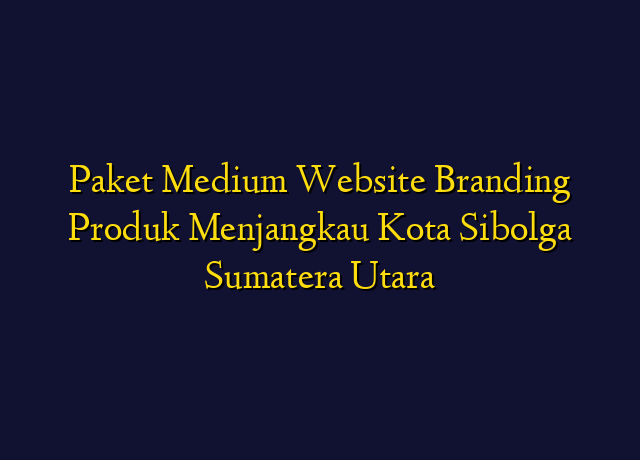 Paket Medium Website Branding
Produk Menjangkau Kota Sibolga
Sumatera Utara